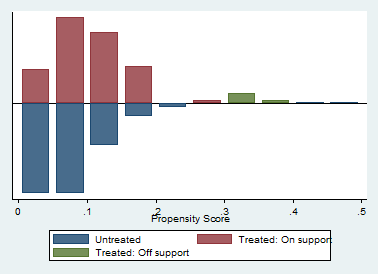 0 .1 .2 .3 .4 .5
Propensity Score
Untreated Treated: On support
Treated: Off support